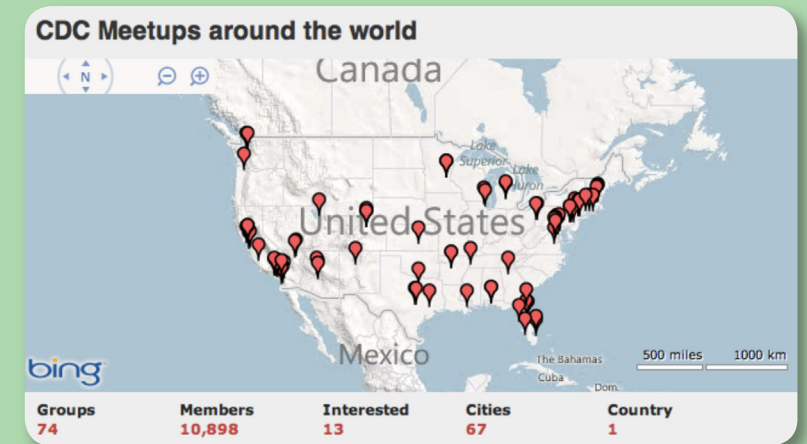 CDC Meetups around the world
N
Canada
Lake
Superior
Lake
Huron
United States
Mexico
The Bahamas
Cuba
Dom.
500 miles 1000 km
bing
Groups Members Interested Cities Country
74 10,898 13 67 1